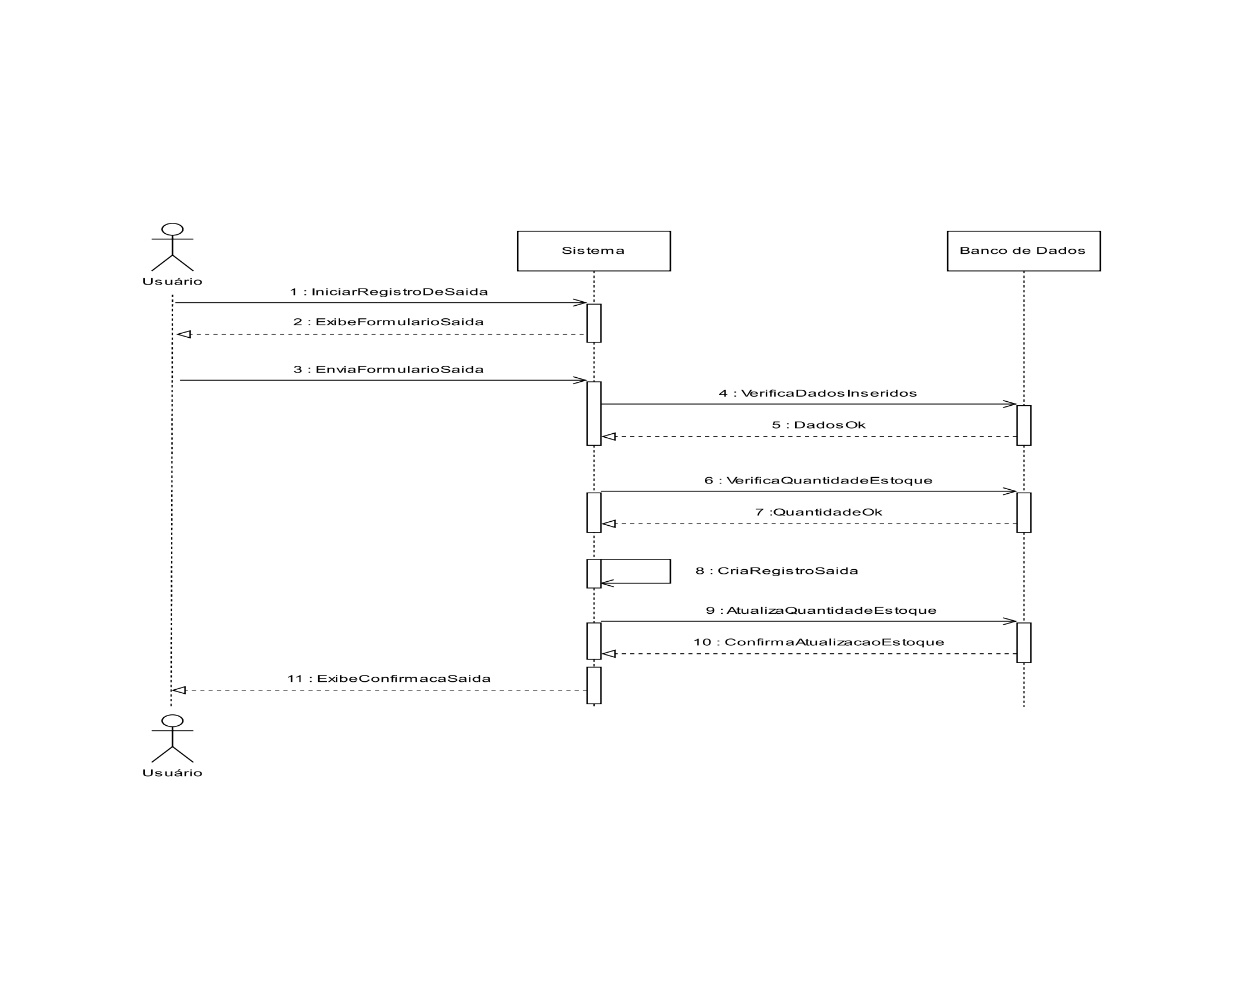 Sistema
Banco de Dados
Usuário
1 : IniciarRegistroDeSaida
2 : ExibeFormularioSaida
3 : EnviaFormularioSaida
4 : VerificaDadosInseridos
5 : DadosOk
6 : VerificaQuantidadeEstoque
7 :QuantidadeOk
8 : CriaRegistroSaida
9 : AtualizaQuantidadeEstoque
10 : ConfirmaAtualizacaoEstoque
11 : ExibeConfirmacaSaida
Usuário